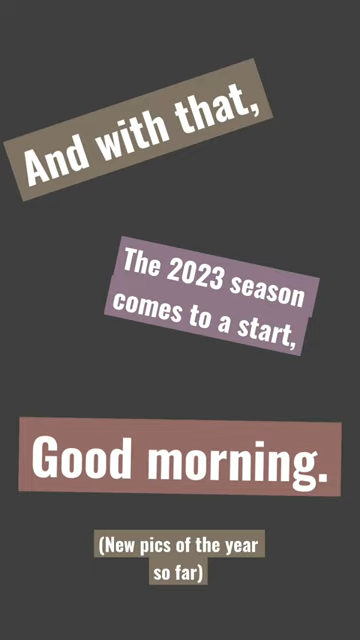 And with that,
The 2023 season
comes to a start,
Good morning.
(New pics of the year
so far)